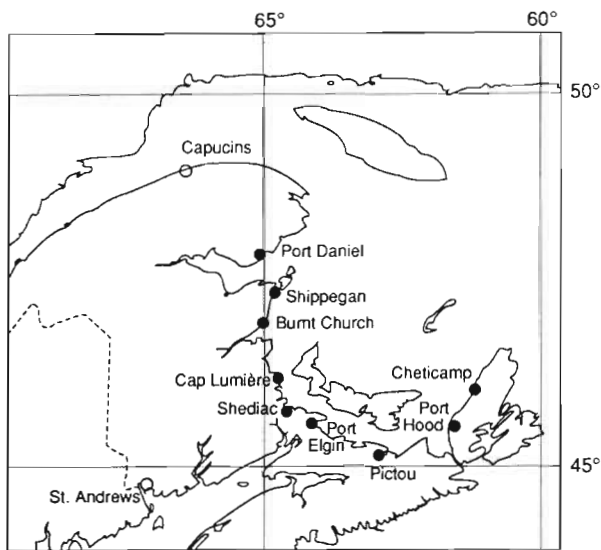 65° 60°
50°
Capucins
Port Daniel
Shippegan
Burnt Church
Cheticamp
Cap Lumière
Port
Hood
Shediac
Port
Elgin
45°
Pictou
St. Andrews